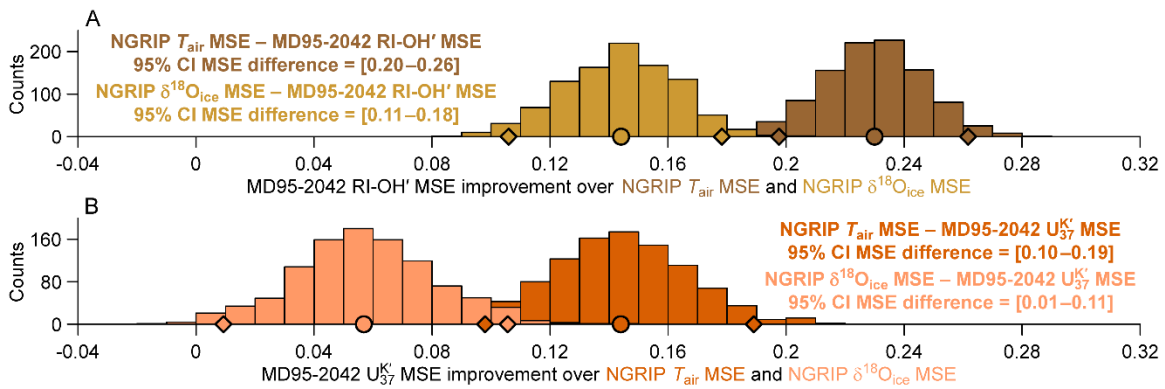 A
NGRIP Tair MSE – MD95-2042 RI-OH′ MSE
95% CI MSE difference = [0.20–0.26]
NGRIP δ18Oice MSE – MD95-2042 RI-OH′ MSE
95% CI MSE difference = [0.11–0.18]
Counts
200
100
0
-0.04 0 0.04 0.08 0.12 0.16 0.2 0.24 0.28 0.32
MD95-2042 RI-OH′ MSE improvement over NGRIP Tair MSE and NGRIP δ18Oice MSE
B
NGRIP Tair MSE – MD95-2042 UK′37 MSE
95% CI MSE difference = [0.10–0.19]
NGRIP δ18Oice MSE – MD95-2042 UK′37 MSE
95% CI MSE difference = [0.01–0.11]
Counts
160
80
0
-0.04 0 0.04 0.08 0.12 0.16 0.2 0.24 0.28 0.32
MD95-2042 UK′37 MSE improvement over NGRIP Tair MSE and NGRIP δ18Oice MSE